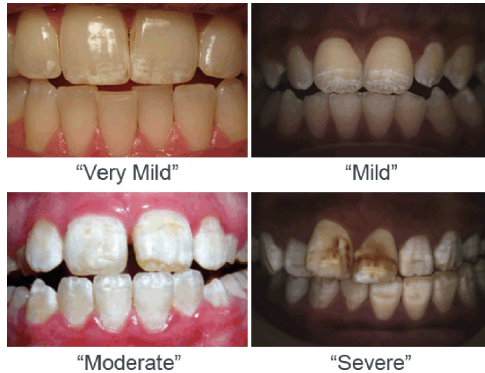 “Very Mild”
“Mild”
“Moderate”
“Severe”